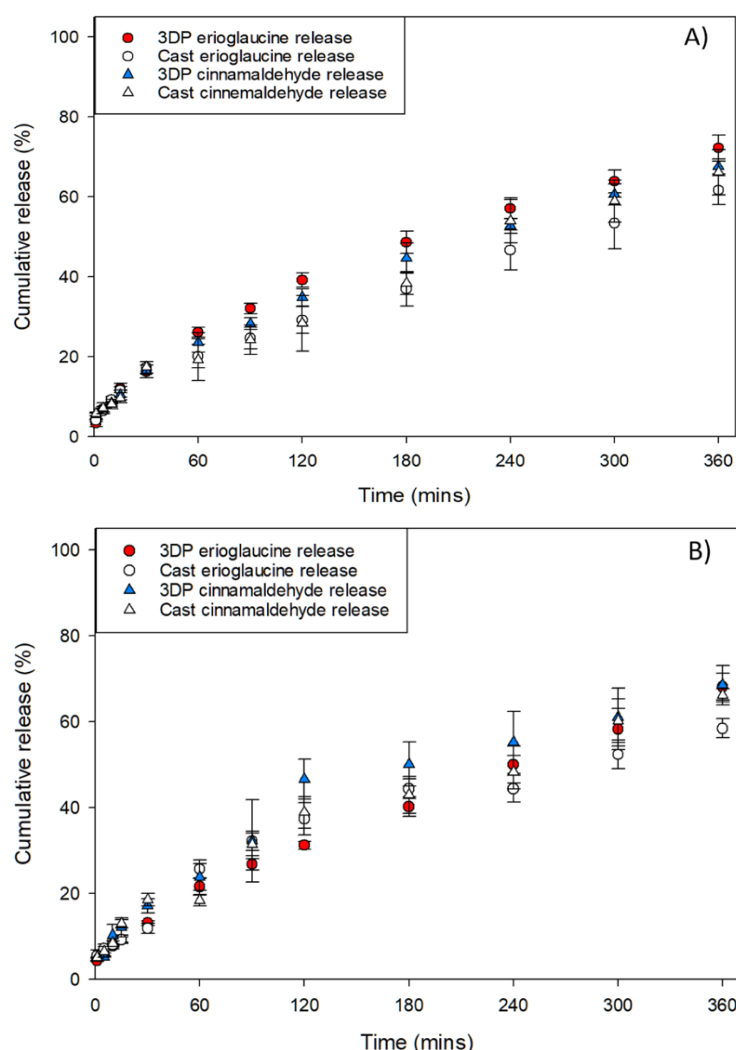 A)
3DP erioglaucine release
Cast erioglaucine release
3DP cinnamaldehyde release
Cast cinnemaldehyde release
100
80
60
40
20
0
Cumulative release (%)
0 60 120 180 240 300 360
Time (mins)
B)
3DP erioglaucine release
Cast erioglaucine release
3DP cinnamaldehyde release
Cast cinnamaldehyde release
100
80
60
40
20
0
Cumulative release (%)
0 60 120 180 240 300 360
Time (mins)